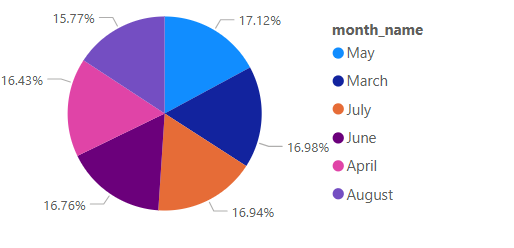 15.77%
17.12%
16.43%
16.98%
16.76%
16.94%
month_name
May
March
July
June
April
August